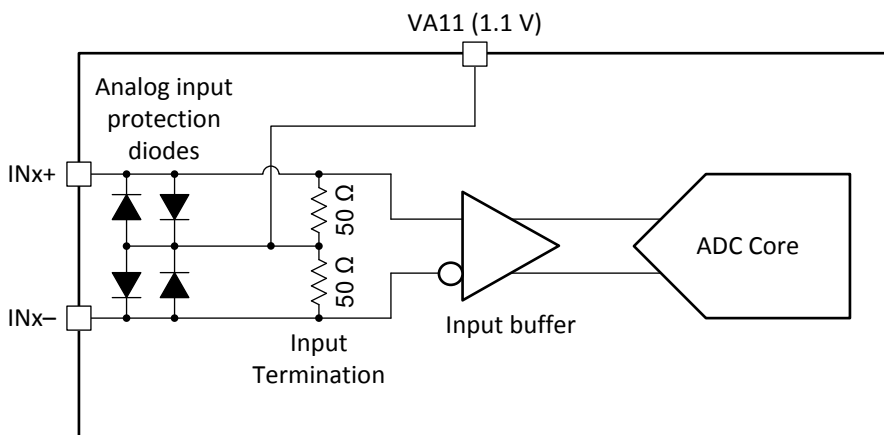 VA11 (1.1 V)
Analog input
protection
diodes
INx+
50 Ω
50 Ω
ADC Core
INx–
Input buffer
Input
Termination